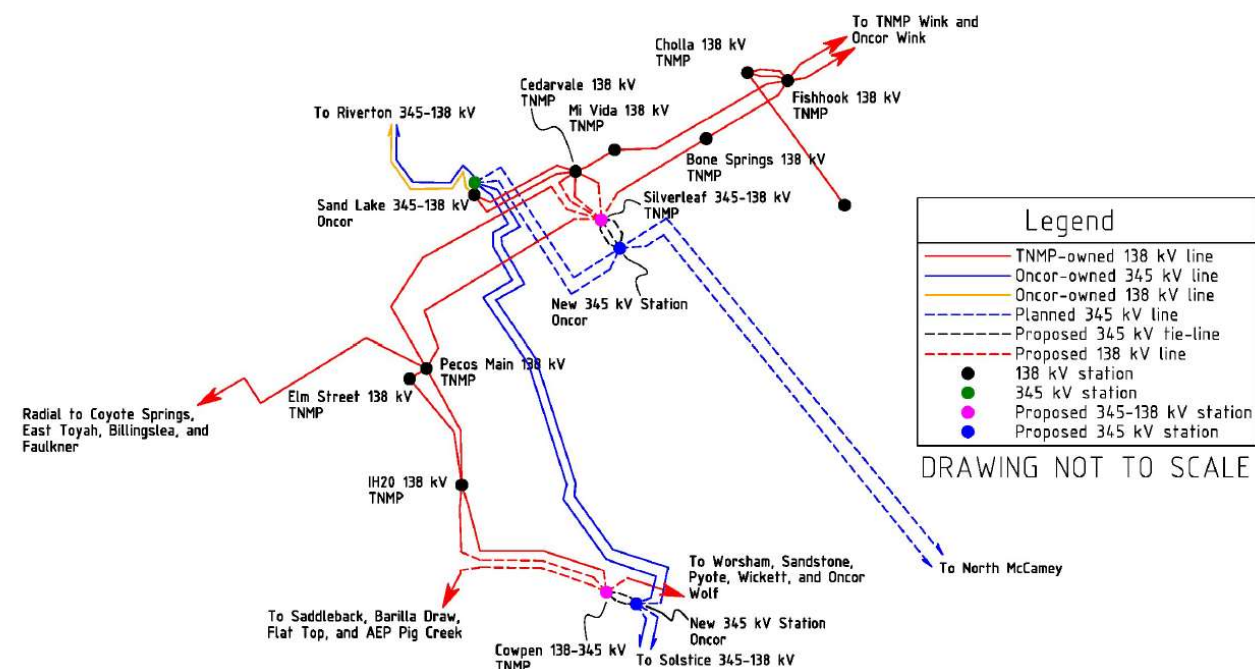 To TNMP Wink and
Oncor Wink
Cholla 138 kV
TNMP
Cedarvale 138 kV
TNMP
Mi Vida 138 kV
TNMP
Fishhook 138 kV
TNMP
To Riverton 345-138 kV
Bone Springs 138 kV
TNMP
Sand Lake 345-138 kV
Oncor
Silverleaf 345-138 kV
TNMP
New 345 kV Station
Oncor
Legend
TNMP-owned 138 kV line
Oncor-owned 345 kV line
Oncor-owned 138 kV line
Planned 345 kV line
Proposed 345 kV tie-line
Proposed 138 kV line
138 kV station
345 kV station
Proposed 345-138 kV station
Proposed 345 kV station
DRAWING NOT TO SCALE
Pecos Main 138 kV
TNMP
Elm Street 138 kV
TNMP
Radial to Coyote Springs,
East Toyah, Billingslea, and
Faulkner
IH20 138 kV
TNMP
To Worsham, Sandstone,
Pyote, Wickett, and Oncor
Wolf
To North McCamey
To Saddleback, Barilla Draw,
Flat Top, and AEP Pig Creek
New 345 kV Station
Oncor
Cowpen 138-345 kV
TNMP
To Solstice 345-138 kV